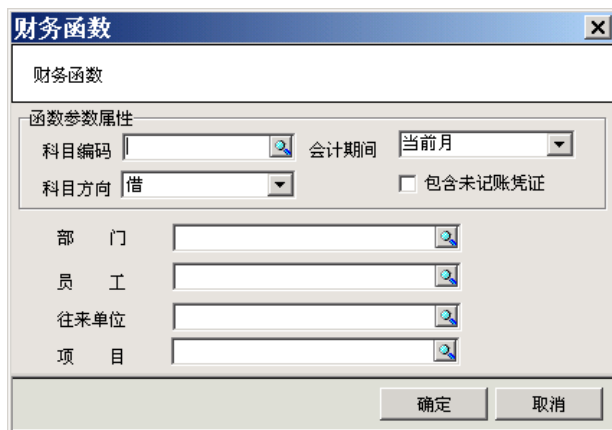 财务函数
财务函数
函数参数属性
科目编码 会计期间 当前月
科目方向 借 包含未记账凭证
部 门
员 工
往来单位
项 目
确定 取消